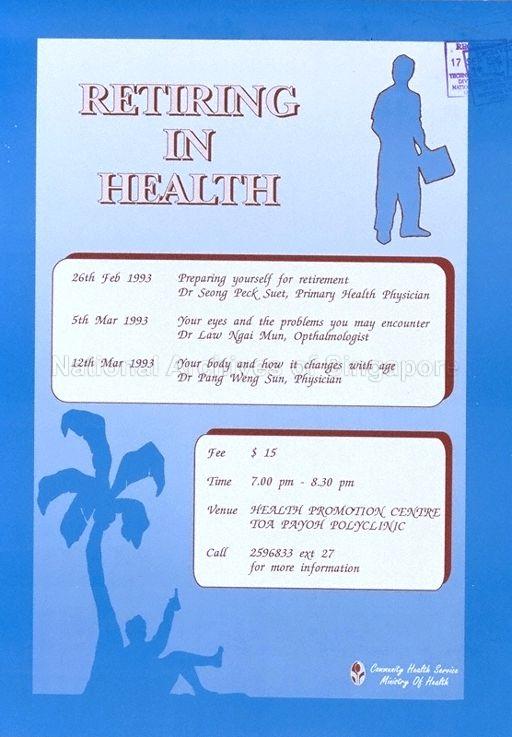 RETIRING
IN
HEALTH
26th Feb 1993 Preparing yourself for retirement
Dr Seong Peck Suet, Primary Health Physician
5th Mar 1993 Your eyes and the problems you may encounter
Dr Law Ngai Mun, Opthalmologist
12th Mar 1993 Your body and how it changes with age
Dr Pang Weng Sun, Physician
National Archives of Singapore
Fee $ 15
Time 7.00 pm - 8.30 pm
Venue HEALTH PROMOTION CENTRE
TOA PAYOH POLYCLINIC
Call 2596833 ext 27
for more information
Community Health Service
Ministry Of Health
17